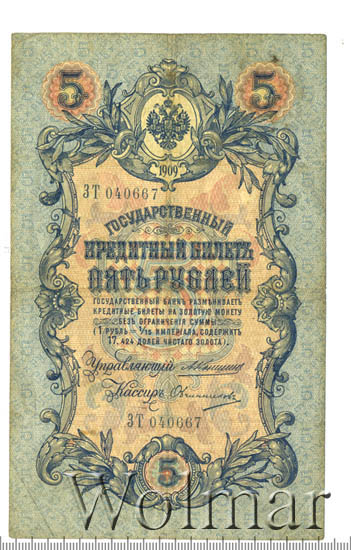 5 5
1909
ЗТ 040667
ГОСУДАРСТВЕННЫЙ
КРЕДИТНЫЙ БИЛЕТЪ
ПЯТЬ РУБЛЕЙ
ГОСУДАРСТВЕННЫЙ БАНКЪ РАЗМѢНИВАЕТЪ
КРЕДИТНЫЕ БИЛЕТЫ НА ЗОЛОТУЮ МОНЕТУ
БЕЗЪ ОГРАНИЧЕНІЯ СУММЫ
(1 РУБЛЬ = 1/15 ИМПЕРІАЛА, СОДЕРЖИТЪ
17,424 ДОЛЕЙ ЧИСТАГО ЗОЛОТА).
Управляющій
Кассиръ
ЗТ 040667
5
Wolmar